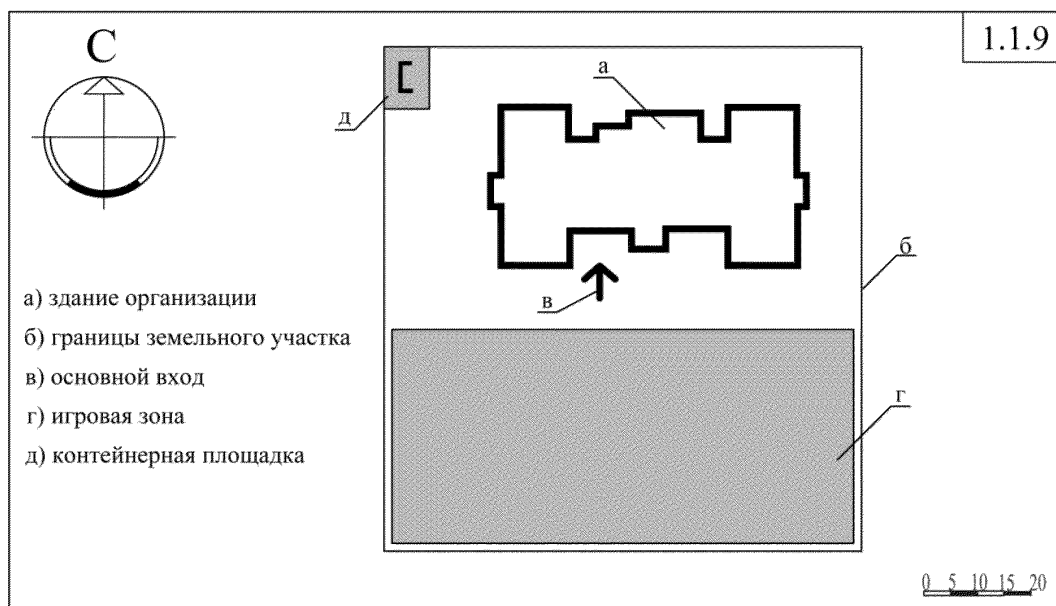 С
1.1.9
а
д
б
в
г
а) здание организации
б) границы земельного участка
в) основной вход
г) игровая зона
д) контейнерная площадка
0 5 10 15 20